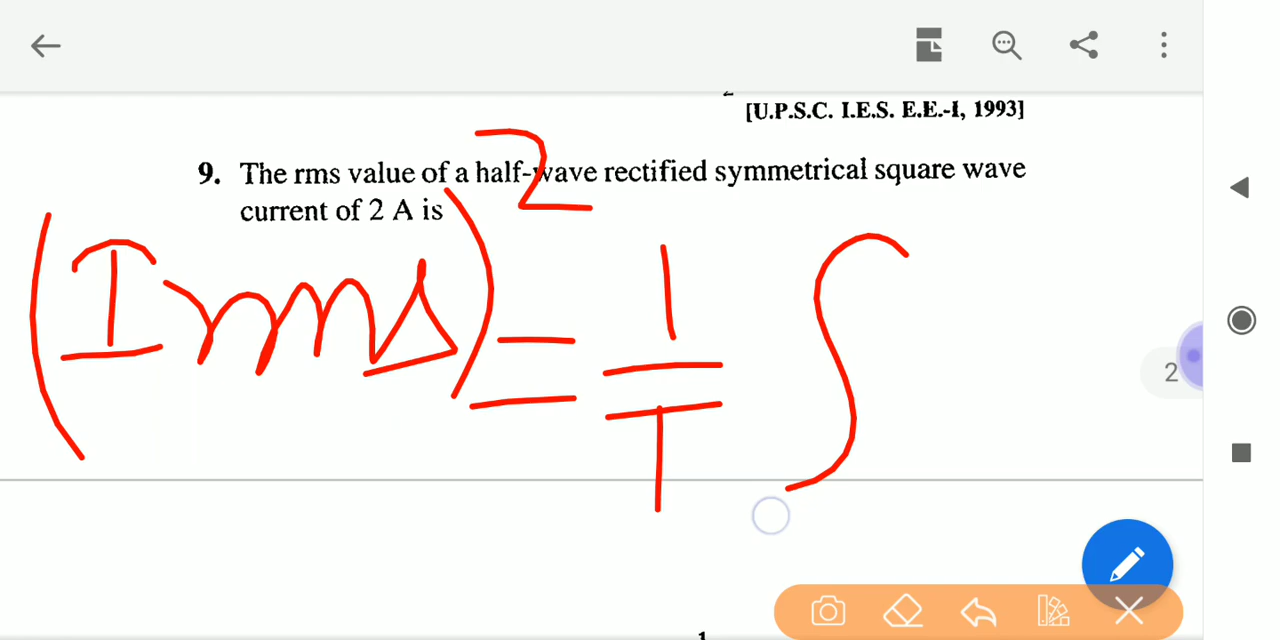 [U.P.S.C. I.E.S. E.E.-I, 1993]
9. The rms value of a half-wave rectified symmetrical square wave
current of 2 A is
(Irms)² = 1/T ∫
2